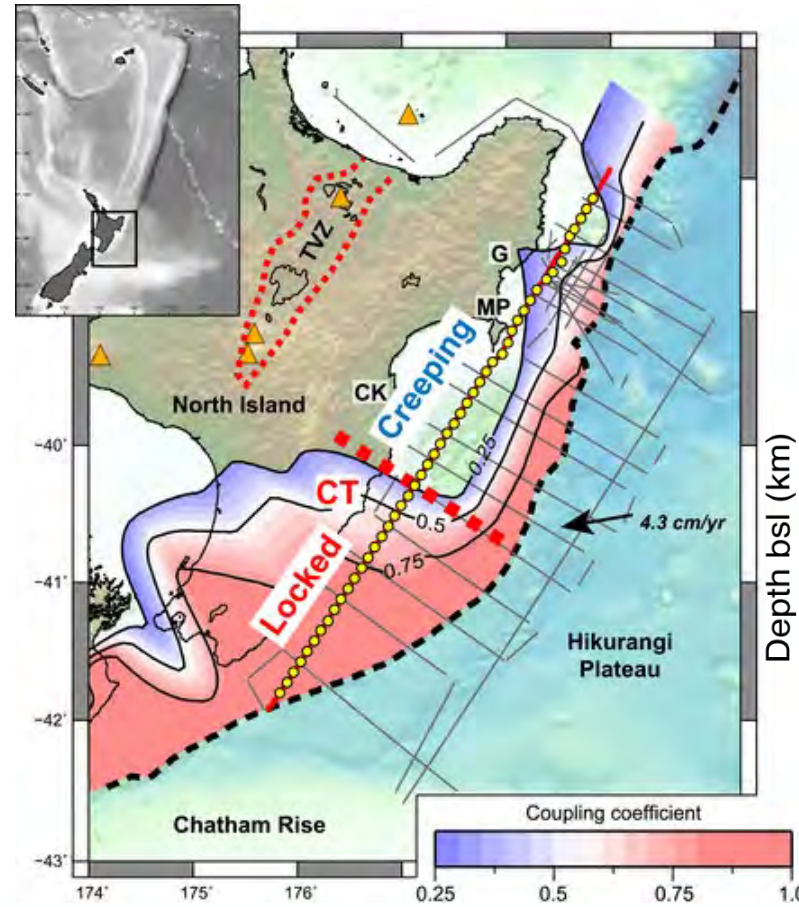 TVZ
G
MP
Creeping
CK
North Island
0.25
CT
0.5
4.3 cm/yr
0.75
Locked
Hikurangi
Plateau
Chatham Rise
Depth bsl (km)
−40˚
−41˚
−42˚
−43˚
174˚
175˚
176˚
Coupling coefficient
0.25
0.5
0.75
1.0